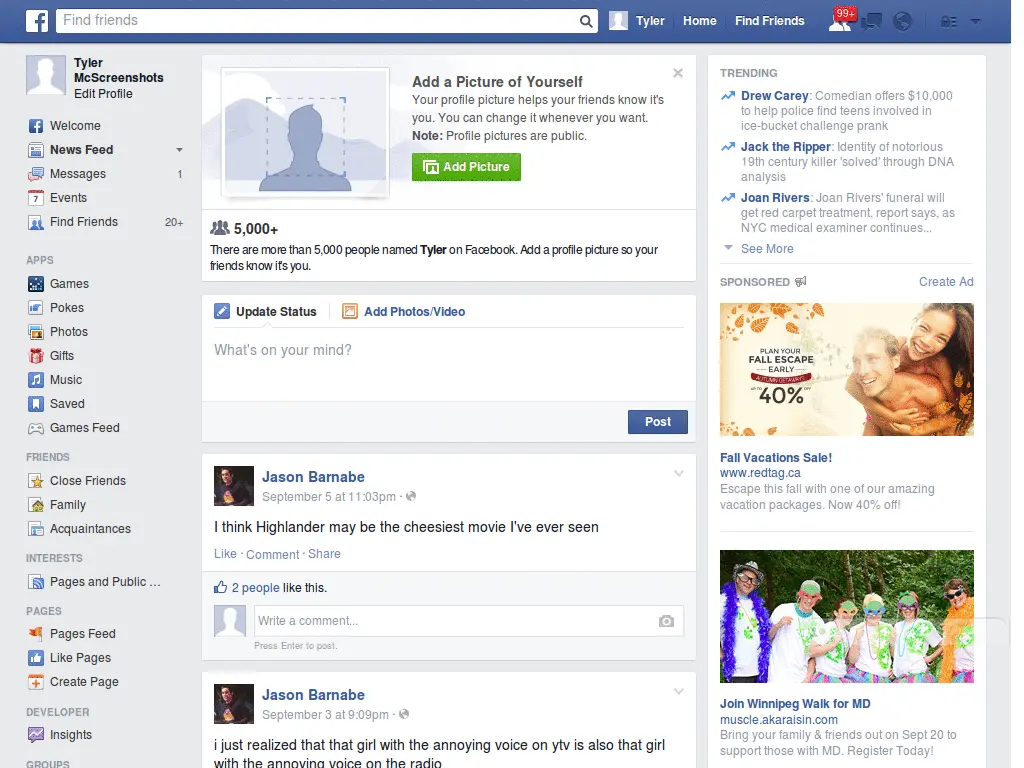 Find friends
Tyler
Home
Find Friends
99+
Tyler
McScreenshots
Edit Profile
Welcome
News Feed
Messages 1
7 Events
Find Friends 20+
APPS
Games
Pokes
Photos
Gifts
Music
Saved
Games Feed
FRIENDS
Close Friends
Family
Acquaintances
INTERESTS
Pages and Public ...
PAGES
Pages Feed
Like Pages
Create Page
DEVELOPER
Insights
GROUPS
Add a Picture of Yourself
Your profile picture helps your friends know it's
you. You can change it whenever you want.
Note: Profile pictures are public.
Add Picture
5,000+
There are more than 5,000 people named Tyler on Facebook. Add a profile picture so your
friends know it's you.
Update Status Add Photos/Video
What's on your mind?
Post
Jason Barnabe
September 5 at 11:03pm ·
I think Highlander may be the cheesiest movie I've ever seen
Like · Comment · Share
2 people like this.
Write a comment...
Press Enter to post.
Jason Barnabe
September 3 at 9:09pm ·
i just realized that that girl with the annoying voice on ytv is also that girl
with the annoying voice on the radio
TRENDING
Drew Carey: Comedian offers $10,000
to help police find teens involved in
ice-bucket challenge prank
Jack the Ripper: Identity of notorious
19th century killer 'solved' through DNA
analysis
Joan Rivers: Joan Rivers' funeral will
get red carpet treatment, report says, as
NYC medical examiner continues...
See More
SPONSORED Create Ad
PLAN YOUR
FALL ESCAPE
EARLY
AUTUMN GETAWAYS
UP TO 40%
Fall Vacations Sale!
www.redtag.ca
Escape this fall with one of our amazing
vacation packages. Now 40% off!
Join Winnipeg Walk for MD
muscle.akaraisin.com
Bring your family & friends out on Sept 20 to
support those with MD. Register Today!